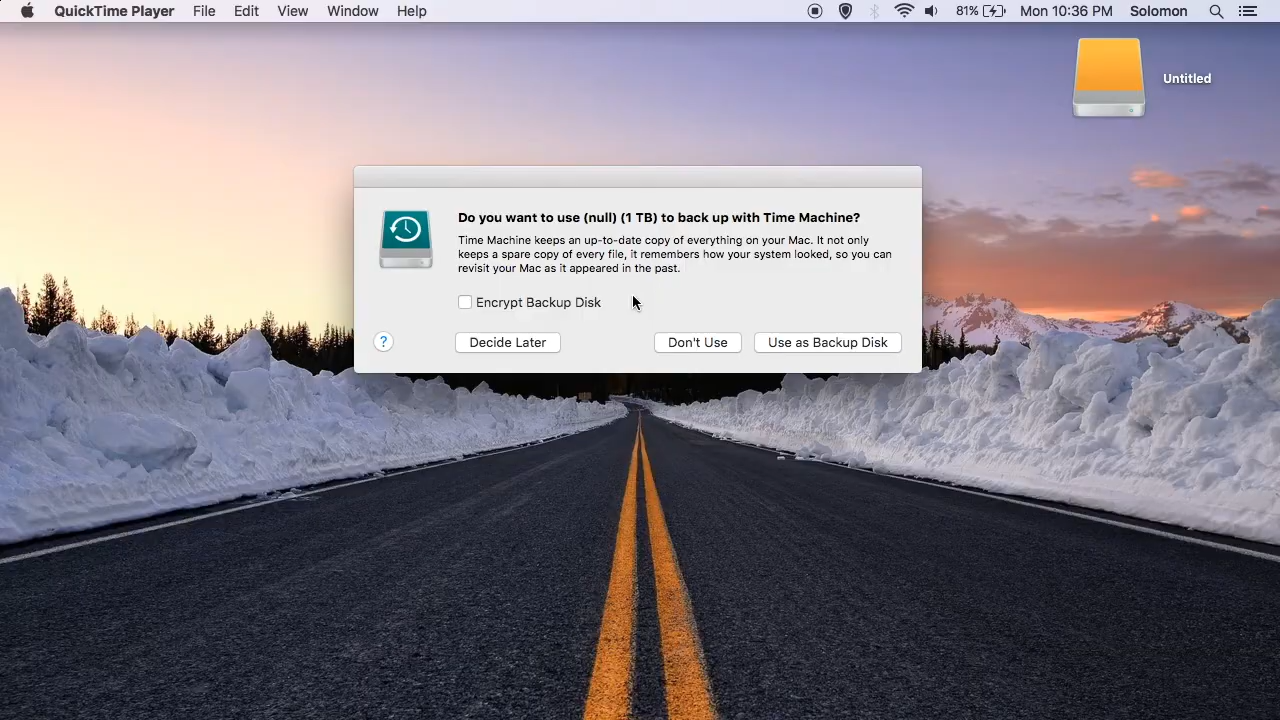 QuickTime Player File Edit View Window Help 81% Mon 10:36 PM Solomon
Untitled
Do you want to use (null) (1 TB) to back up with Time Machine?
Time Machine keeps an up-to-date copy of everything on your Mac. It not only
keeps a spare copy of every file, it remembers how your system looked, so you can
revisit your Mac as it appeared in the past.
Encrypt Backup Disk
? Decide Later Don't Use Use as Backup Disk